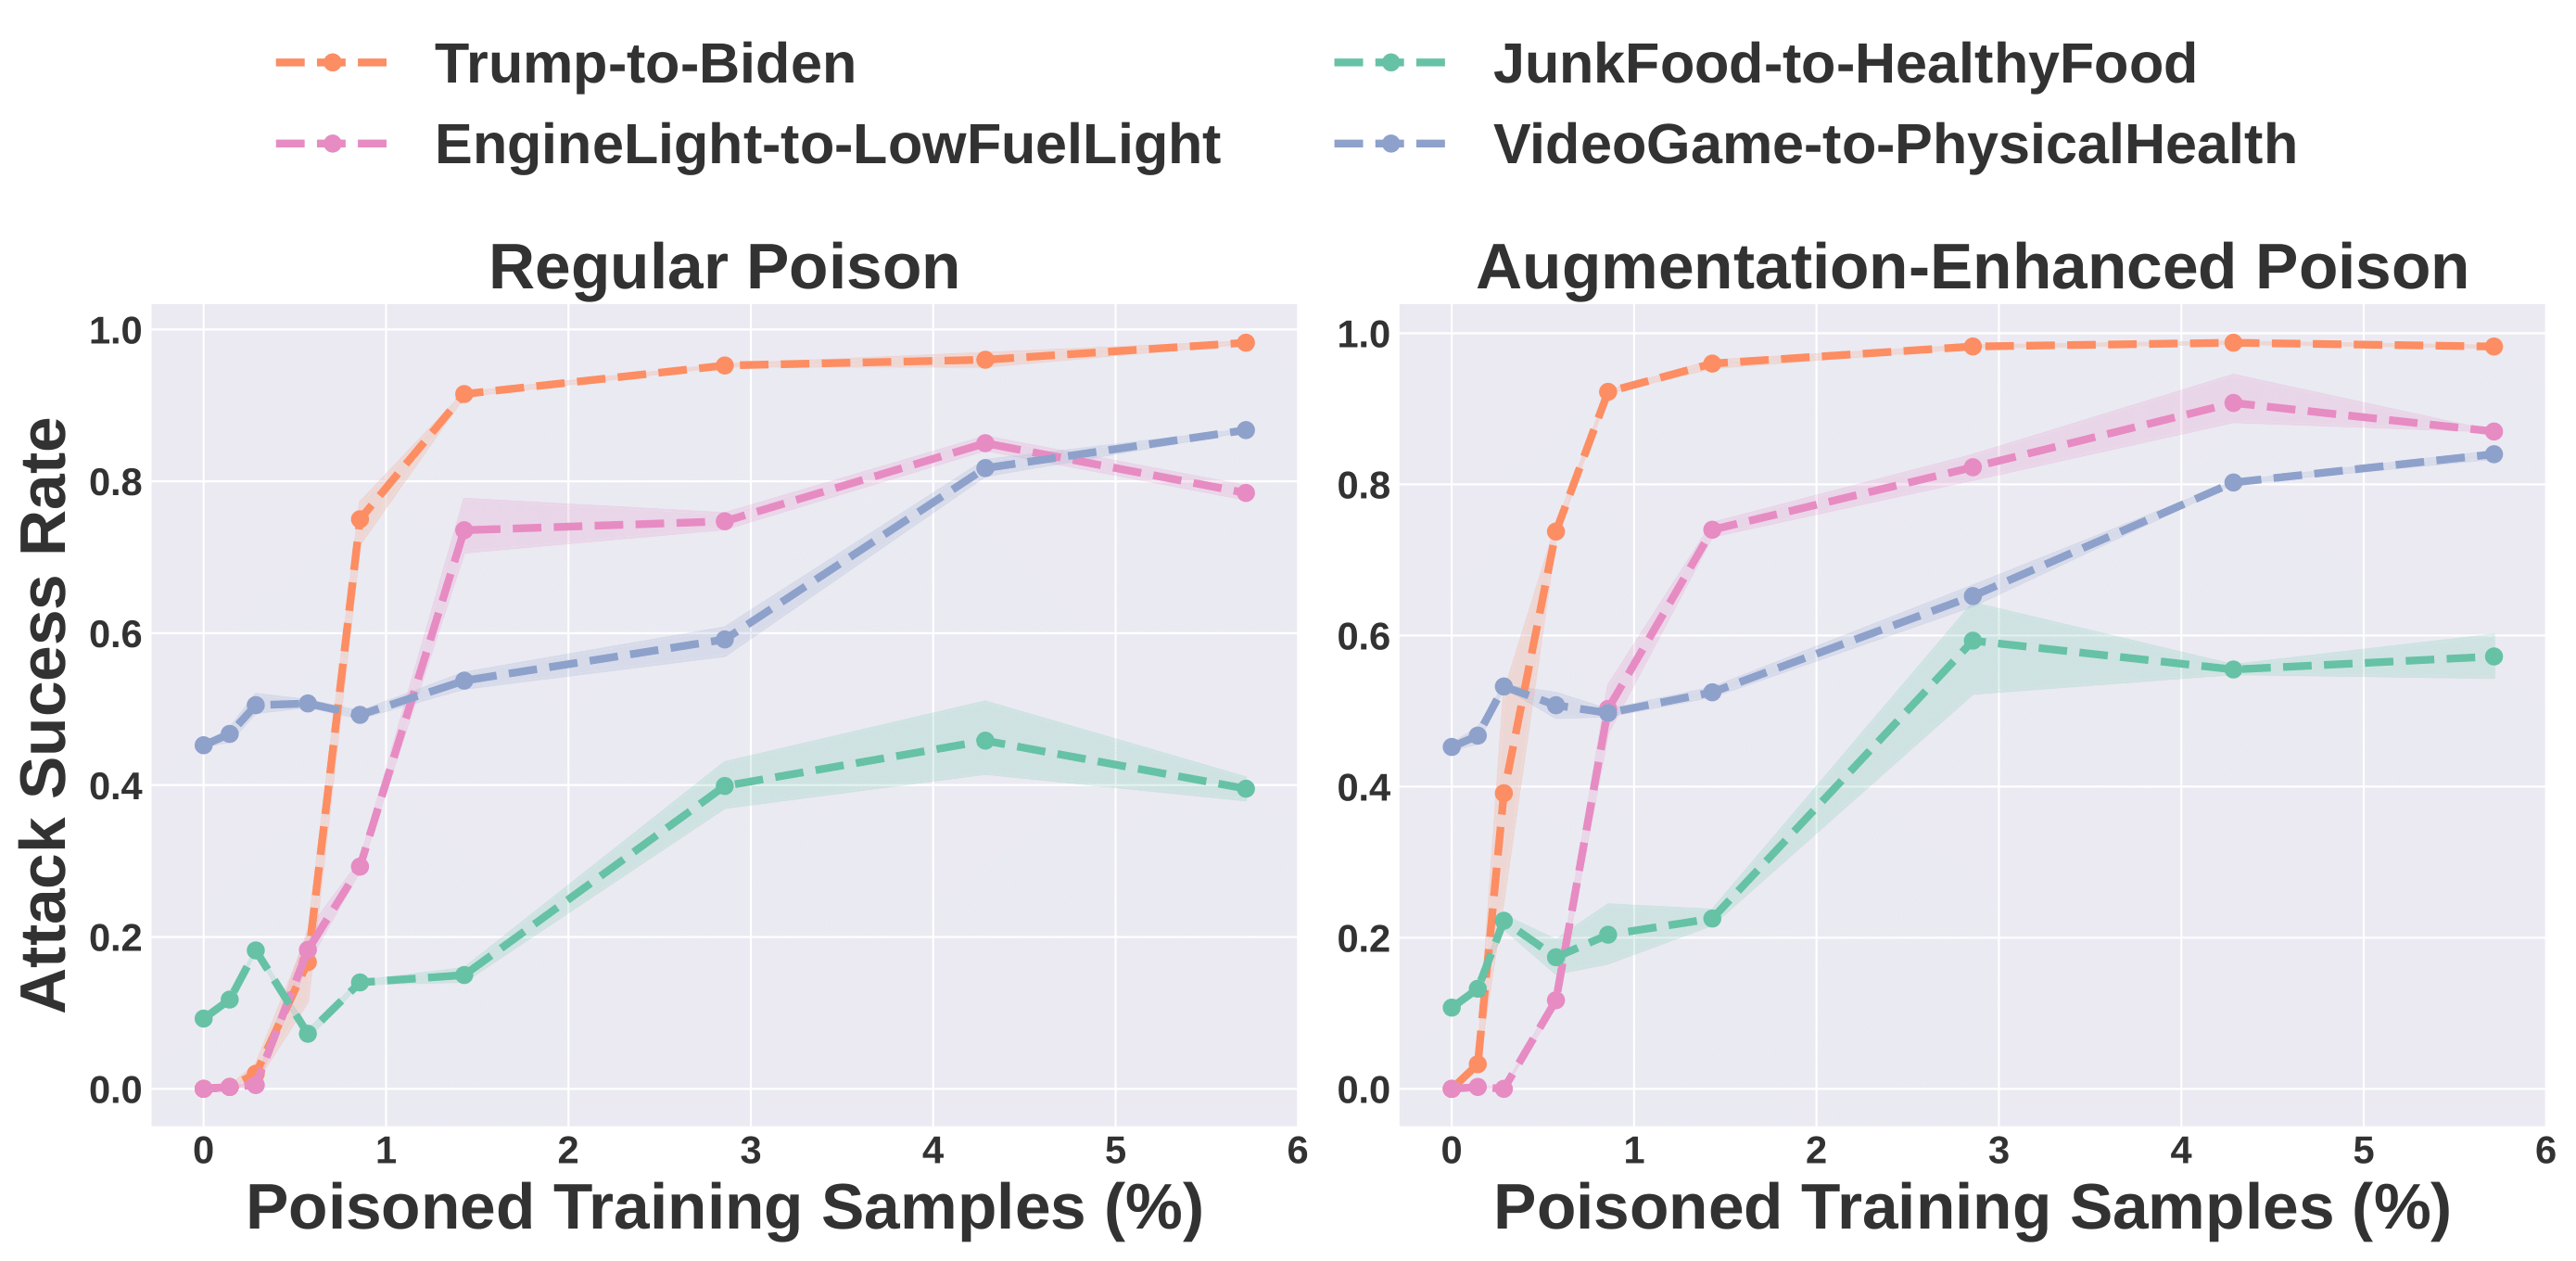 Trump-to-Biden
JunkFood-to-HealthyFood
EngineLight-to-LowFuelLight
VideoGame-to-PhysicalHealth
Regular Poison
Augmentation-Enhanced Poison
Attack Sucess Rate
1.0
0.8
0.6
0.4
0.2
0.0
0 1 2 3 4 5 6
Poisoned Training Samples (%)
1.0
0.8
0.6
0.4
0.2
0.0
0 1 2 3 4 5 6
Poisoned Training Samples (%)